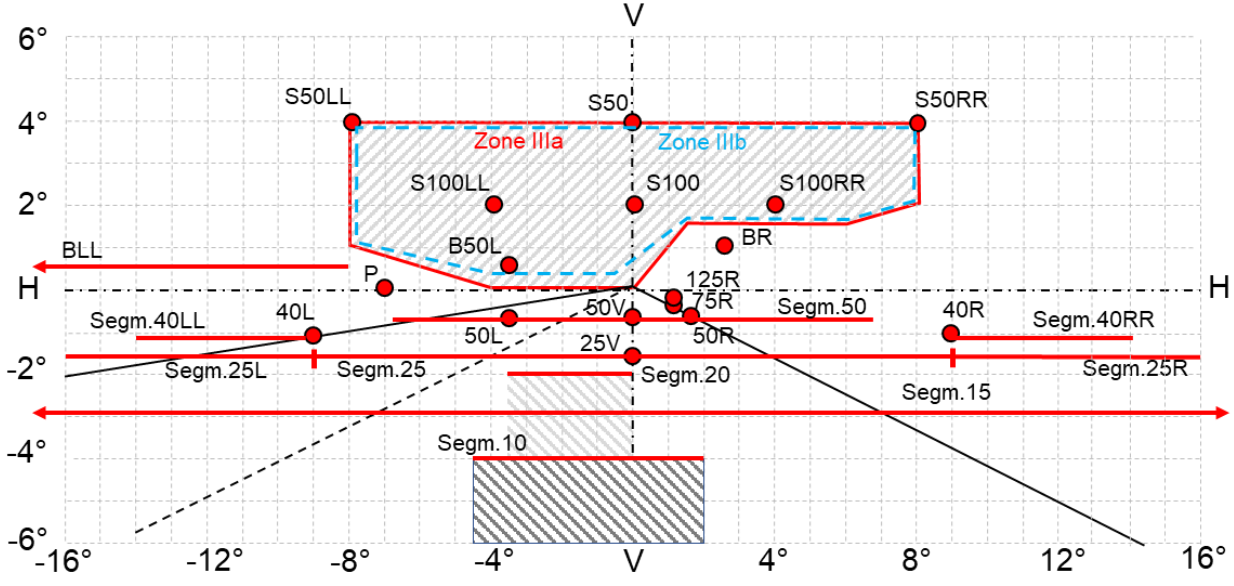 V
6°
S50LL
S50
S50RR
4°
Zone IIIa
Zone IIIb
S100LL
S100
S100RR
2°
BLL
B50L
BR
P
125R
H
H
75R
40L
50V
Segm.50
40R
Segm.40LL
50L
50R
Segm.40RR
25V
Segm.25L
Segm.25
Segm.20
Segm.25R
-2°
Segm.15
Segm.10
-4°
-6°
-16°
-12°
-8°
-4°
V
4°
8°
12°
16°